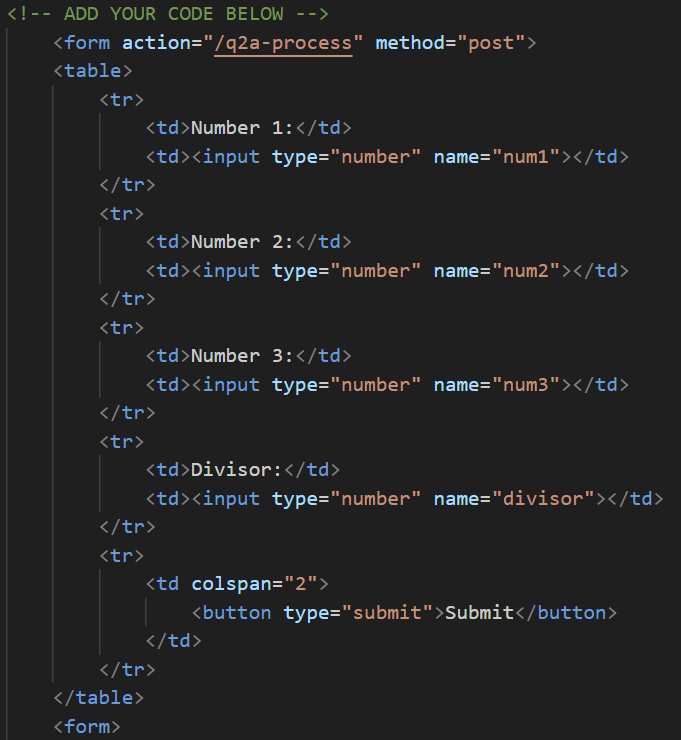 <!-- ADD YOUR CODE BELOW -->
<form action="/q2a-process" method="post">
<table>
<tr>
<td>Number 1:</td>
<td><input type="number" name="num1"></td>
</tr>
<tr>
<td>Number 2:</td>
<td><input type="number" name="num2"></td>
</tr>
<tr>
<td>Number 3:</td>
<td><input type="number" name="num3"></td>
</tr>
<tr>
<td>Divisor:</td>
<td><input type="number" name="divisor"></td>
</tr>
<tr>
<td colspan="2">
<button type="submit">Submit</button>
</td>
</tr>
</table>
<form>